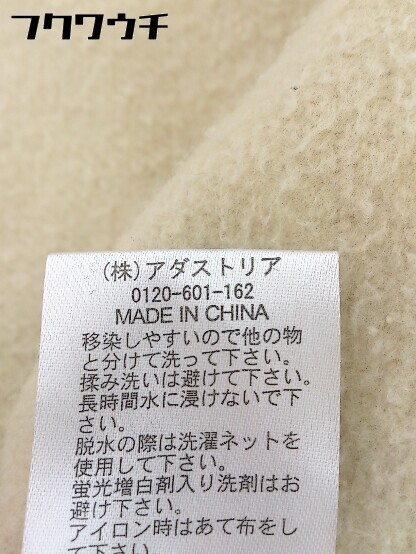 フクワウチ
(株)アダストリア
0120-601-162
MADE IN CHINA
移染しやすいので他の物
と分けて洗って下さい。
揉み洗いは避けて下さい。
長時間水に浸けないで下
さい。
脱水の際は洗濯ネットを
使用して下さい。
蛍光増白剤入り洗剤はお
避け下さい。
アイロン時はあて布をし
て下さい